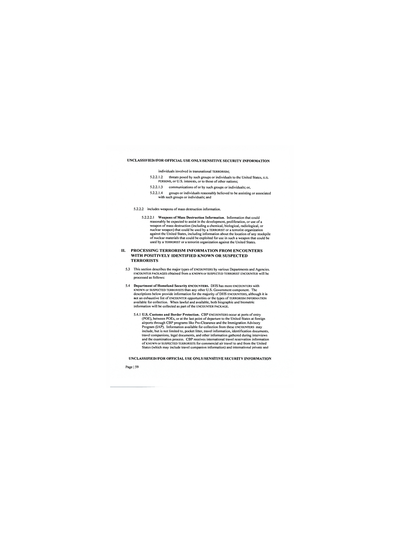 UNCLASSIFIED//FOR OFFICIAL USE ONLY/SENSITIVE SECURITY INFORMATION
individuals involved in transnational TERRORISM;
5.2.2.1.2 threats posed by such groups or individuals to the United States, U.S.
PERSONS, or U.S. interests, or to those of other nations;
5.2.2.1.3 communications of or by such groups or individuals; or,
5.2.2.1.4 groups or individuals reasonably believed to be assisting or associated
with such groups or individuals; and
5.2.2.2 includes weapons of mass destruction information.
5.2.2.2.1 Weapons of Mass Destruction Information. Information that could
reasonably be expected to assist in the development, proliferation, or use of a
weapon of mass destruction (including a chemical, biological, radiological, or
nuclear weapon) that could be used by a TERRORIST or a terrorist organization
against the United States, including information about the location of any stockpile
of nuclear materials that could be exploited for use in such a weapon that could be
used by a TERRORIST or a terrorist organization against the United States.
II. PROCESSING TERRORISM INFORMATION FROM ENCOUNTERS
WITH POSITIVELY IDENTIFIED KNOWN OR SUSPECTED
TERRORISTS
This section describes the major types of ENCOUNTERS by various Departments and Agencies.
ENCOUNTER PACKAGES obtained from a KNOWN or SUSPECTED TERRORIST ENCOUNTER will be
processed as follows:
Department of Homeland Security ENCOUNTERS. DHS has more ENCOUNTERS with
KNOWN or SUSPECTED TERRORISTS than any other U.S. Government component. The
descriptions below provide information for the majority of DHS ENCOUNTERS, although it is
not an exhaustive list of ENCOUNTER opportunities or the types of TERRORISM INFORMATION
available for collection. When useful and available, both biographic and biometric
information will be collected as part of the ENCOUNTER PACKAGE.
U.S. Customs and Border Protection. CBP ENCOUNTERS occur at ports of entry
(POE), between POEs, or at the last point of departure to the United States at foreign
airports through CBP programs like Pre-Clearance and the Immigration Advisory
Program (IAP). Information available for collection from these ENCOUNTERS may
include, but is not limited to, pocket litter, travel information, identification documents,
travel companions, legal documents, and other information gathered during interviews
and the examination process. CBP receives international travel reservation information
of KNOWN or SUSPECTED TERRORISTS for commercial air travel to and from the United
States (which may include travel companion information) and international private and
UNCLASSIFIED//FOR OFFICIAL USE ONLY/SENSITIVE SECURITY INFORMATION
Page | 59